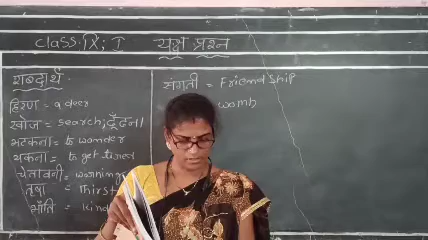 class: IX; I यक्ष प्रश्न
शब्दार्थ
हिरण = a deer
खोज = search; ढूँढना
भटकना = to wander
थकना = to get tired
चेतावनी = warning
तृषा = Thirst
भाँति = kind
संगती = Friendship
womb